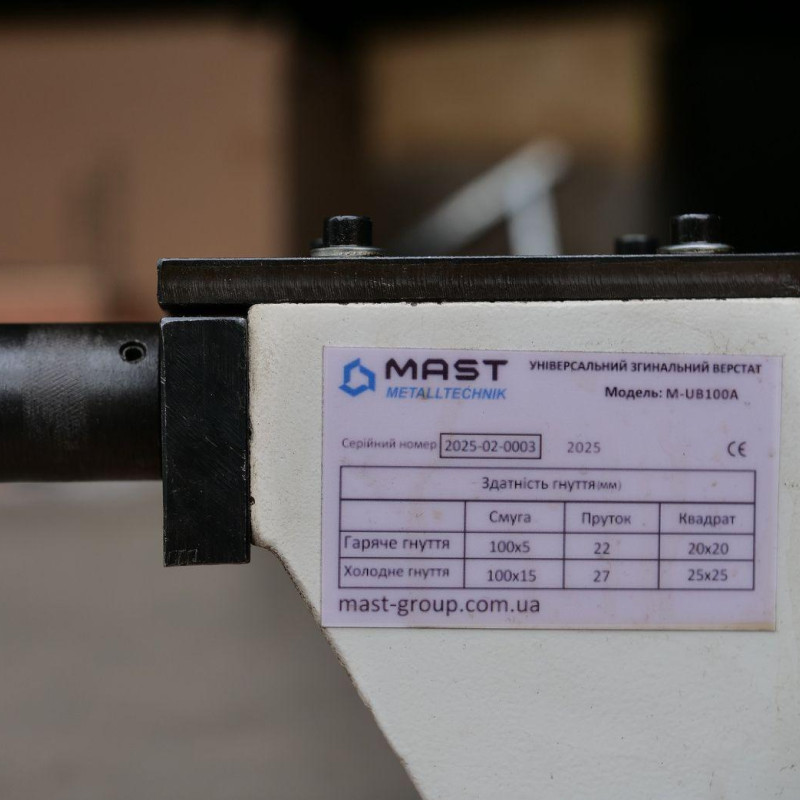 MAST
METALLTECHNIK
УНІВЕРСАЛЬНИЙ ЗГИНАЛЬНИЙ ВЕРСТАТ
Модель: M-UB100A
Серійний номер 2025-02-0003 2025 CE
Здатність гнуття(мм)
Смуга Пруток Квадрат
Гаряче гнуття 100x5 22 20x20
Холодне гнуття 100x15 27 25x25
mast-group.com.ua